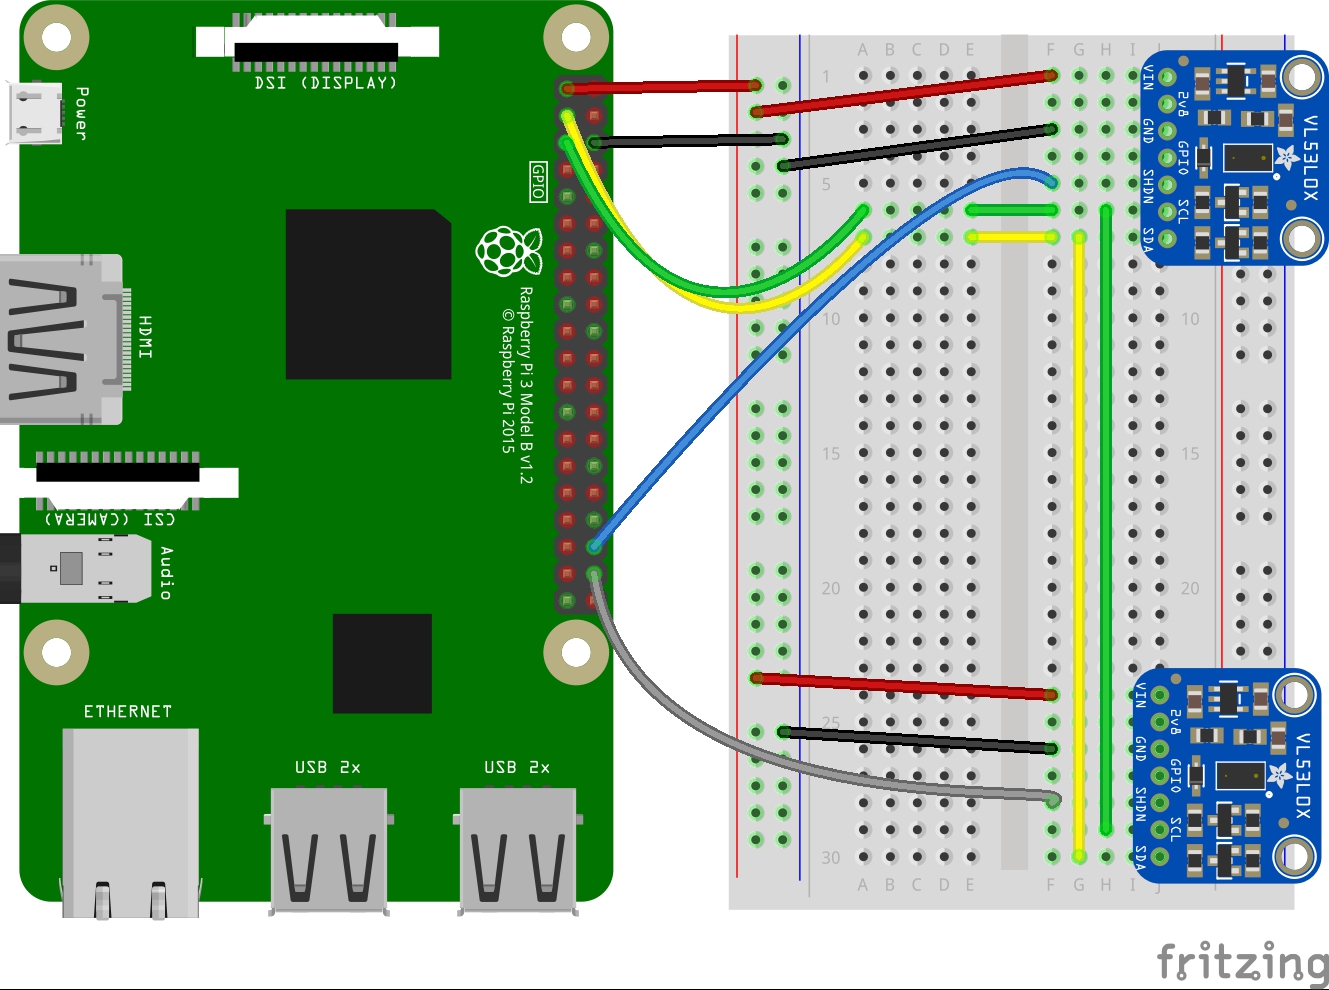 DSI (DISPLAY)
Power
GPIO
HDMI
Raspberry Pi 3 Model B v1.2
© Raspberry Pi 2015
CSI (CAMERA)
Audio
ETHERNET
USB 2x
USB 2x
A B C D E F G H I J
1
5
10 10
15 15
20 20
25
30
A B C D E F G H I J
VIN
2v8
GND
GPIO
SHDN
SCL
SDA
VL53L0X
VIN
2v8
GND
GPIO
SHDN
SCL
SDA
VL53L0X
fritzing